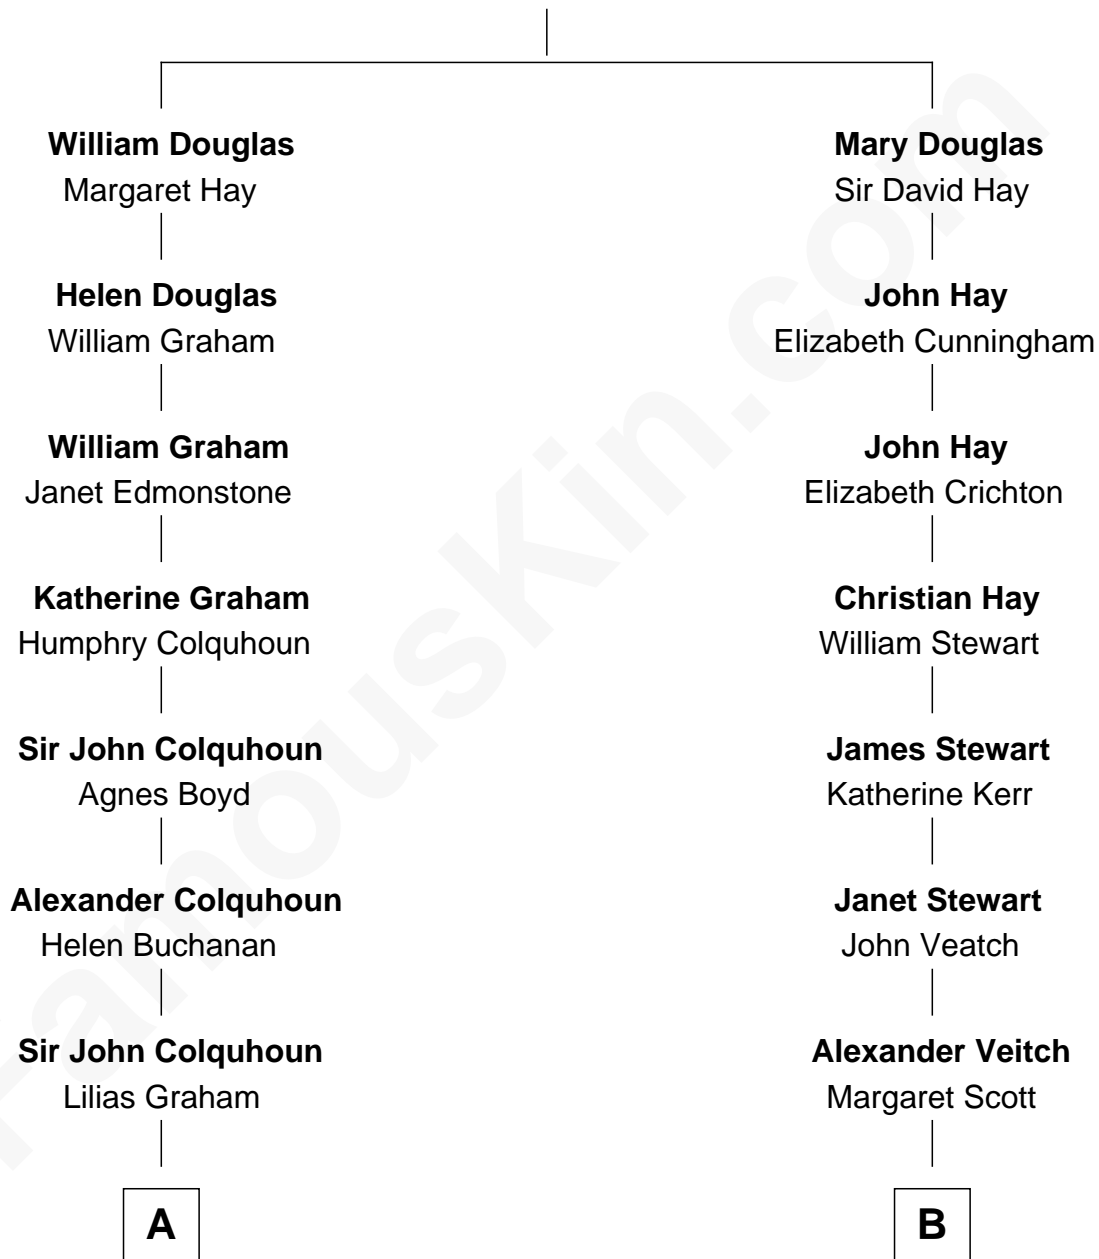 William Douglas
Margaret Hay
Mary Douglas
Sir David Hay
Helen Douglas
William Graham
John Hay
Elizabeth Cunningham
William Graham
Janet Edmonstone
John Hay
Elizabeth Crichton
Katherine Graham
Humphry Colquhoun
Christian Hay
William Stewart
Sir John Colquhoun
Agnes Boyd
James Stewart
Katherine Kerr
Alexander Colquhoun
Helen Buchanan
Janet Stewart
John Veatch
Sir John Colquhoun
Lilias Graham
Alexander Veitch
Margaret Scott
A
B
FamousKin.com